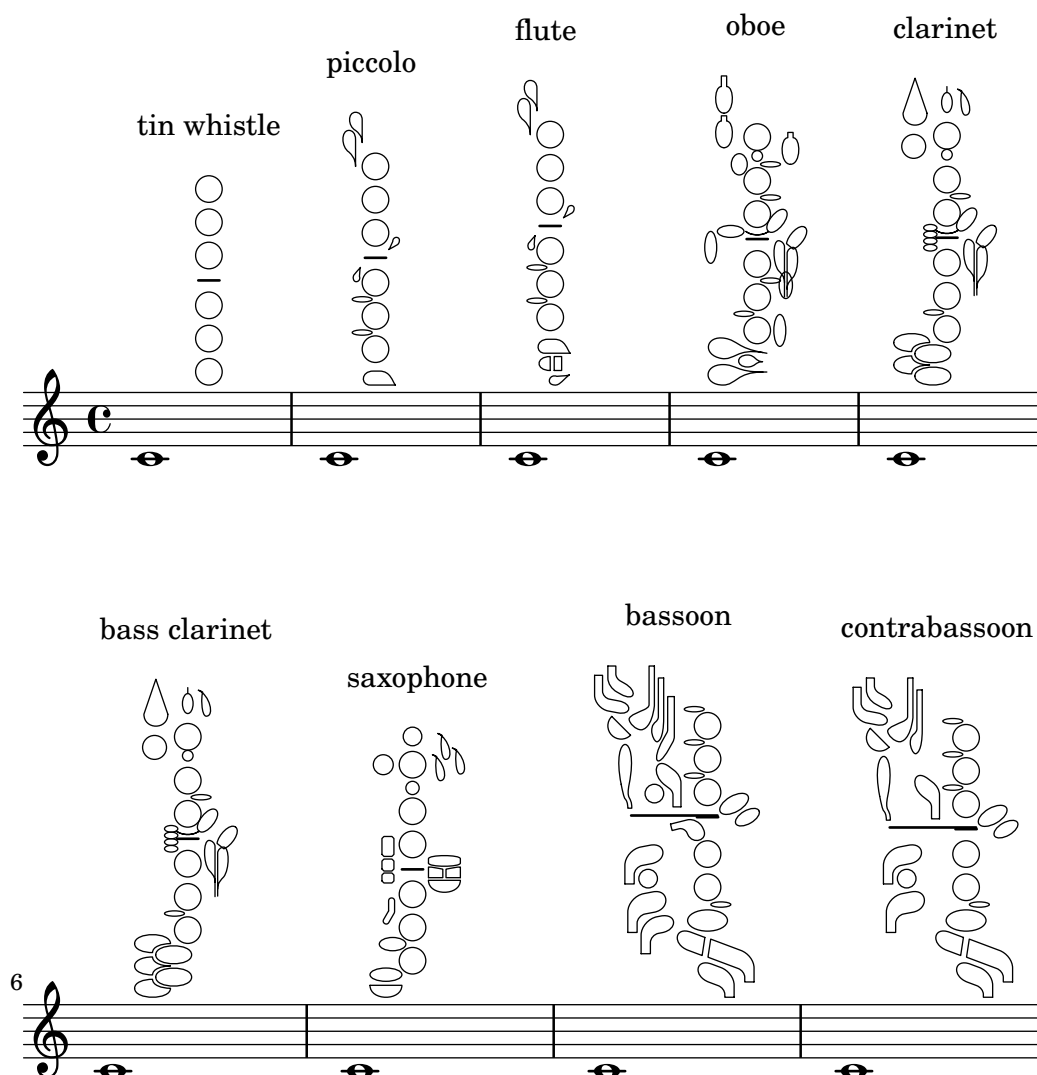 tin whistle
piccolo
flute
oboe
clarinet
bass clarinet
saxophone
bassoon
contrabassoon
6